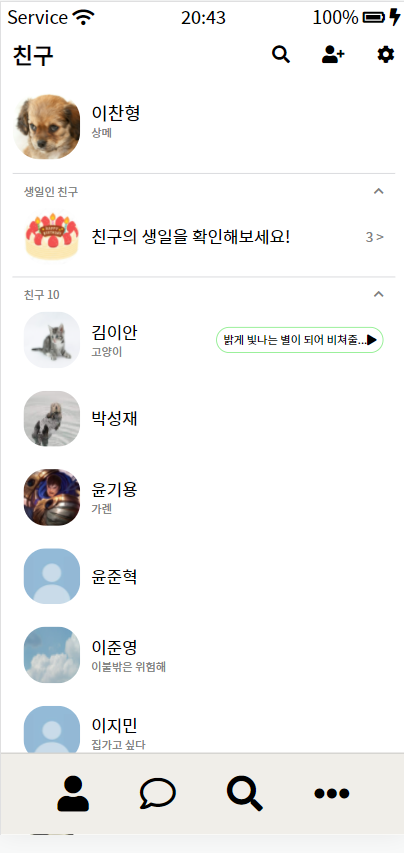 Service 20:43 100%
친구
이찬형
상메
생일인 친구
친구의 생일을 확인해보세요! 3 >
친구 10
김이안
고양이
밝게 빛나는 별이 되어 비쳐줄...▶
박성재
윤기용
가렌
윤준혁
이준영
이불밖은 위험해
이지민
집가고 싶다